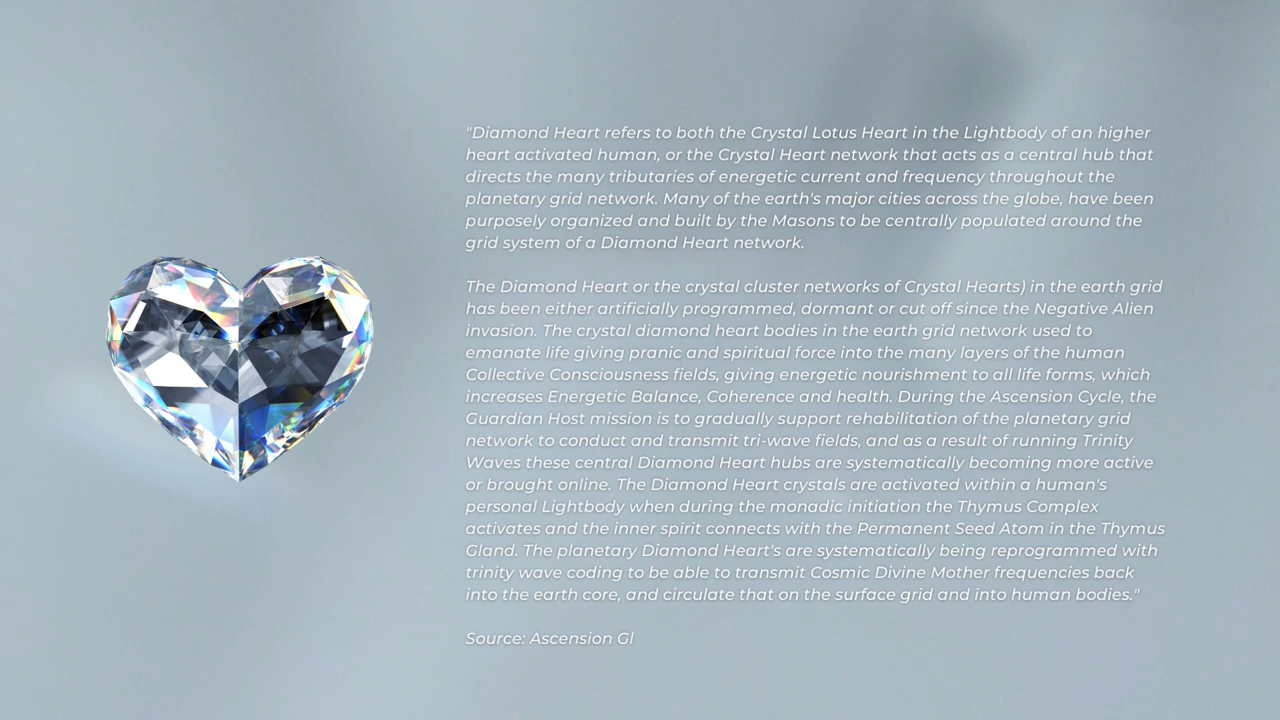 "Diamond Heart refers to both the Crystal Lotus Heart in the Lightbody of an higher
heart activated human, or the Crystal Heart network that acts as a central hub that
directs the many tributaries of energetic current and frequency throughout the
planetary grid network. Many of the earth's major cities across the globe, have been
purposely organized and built by the Masons to be centrally populated around the
grid system of a Diamond Heart network.
The Diamond Heart or the crystal cluster networks of Crystal Hearts) in the earth grid
has been either artificially programmed, dormant or cut off since the Negative Alien
invasion. The crystal diamond heart bodies in the earth grid network used to
emanate life giving pranic and spiritual force into the many layers of the human
Collective Consciousness fields, giving energetic nourishment to all life forms, which
increases Energetic Balance, Coherence and health. During the Ascension Cycle, the
Guardian Host mission is to gradually support rehabilitation of the planetary grid
network to conduct and transmit tri-wave fields, and as a result of running Trinity
Waves these central Diamond Heart hubs are systematically becoming more active
or brought online. The Diamond Heart crystals are activated within a human's
personal Lightbody when during the monadic initiation the Thymus Complex
activates and the inner spirit connects with the Permanent Seed Atom in the Thymus
Gland. The planetary Diamond Heart's are systematically being reprogrammed with
trinity wave coding to be able to transmit Cosmic Divine Mother frequencies back
into the earth core, and circulate that on the surface grid and into human bodies."
Source: Ascension Gl